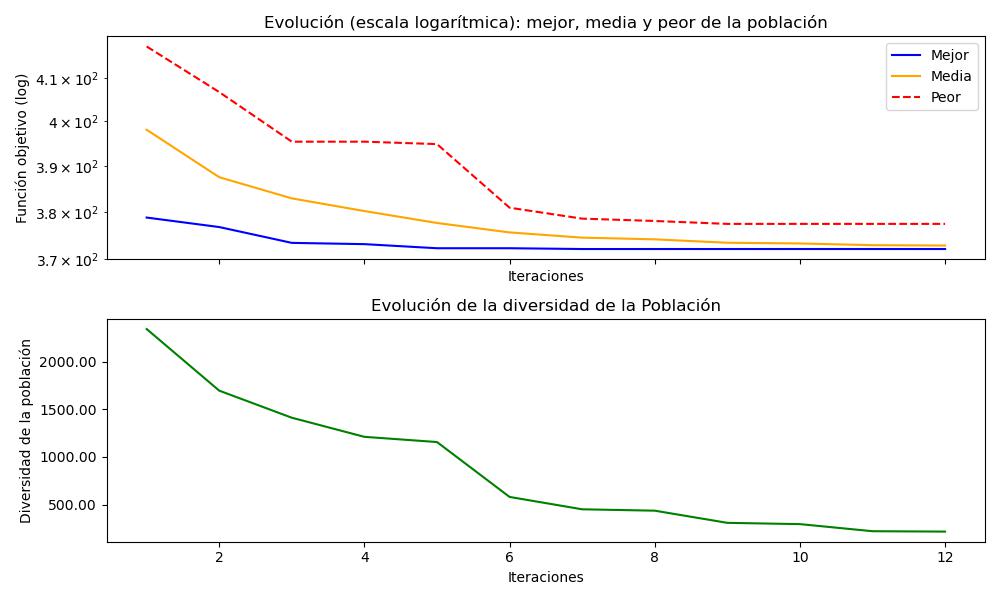 Evolución (escala logarítmica): mejor, media y peor de la población
Función objetivo (log)
4.1 × 10²
4 × 10²
3.9 × 10²
3.8 × 10²
3.7 × 10²
Mejor
Media
Peor
Iteraciones
Evolución de la diversidad de la Población
Diversidad de la población
2000.00
1500.00
1000.00
500.00
2 4 6 8 10 12
Iteraciones